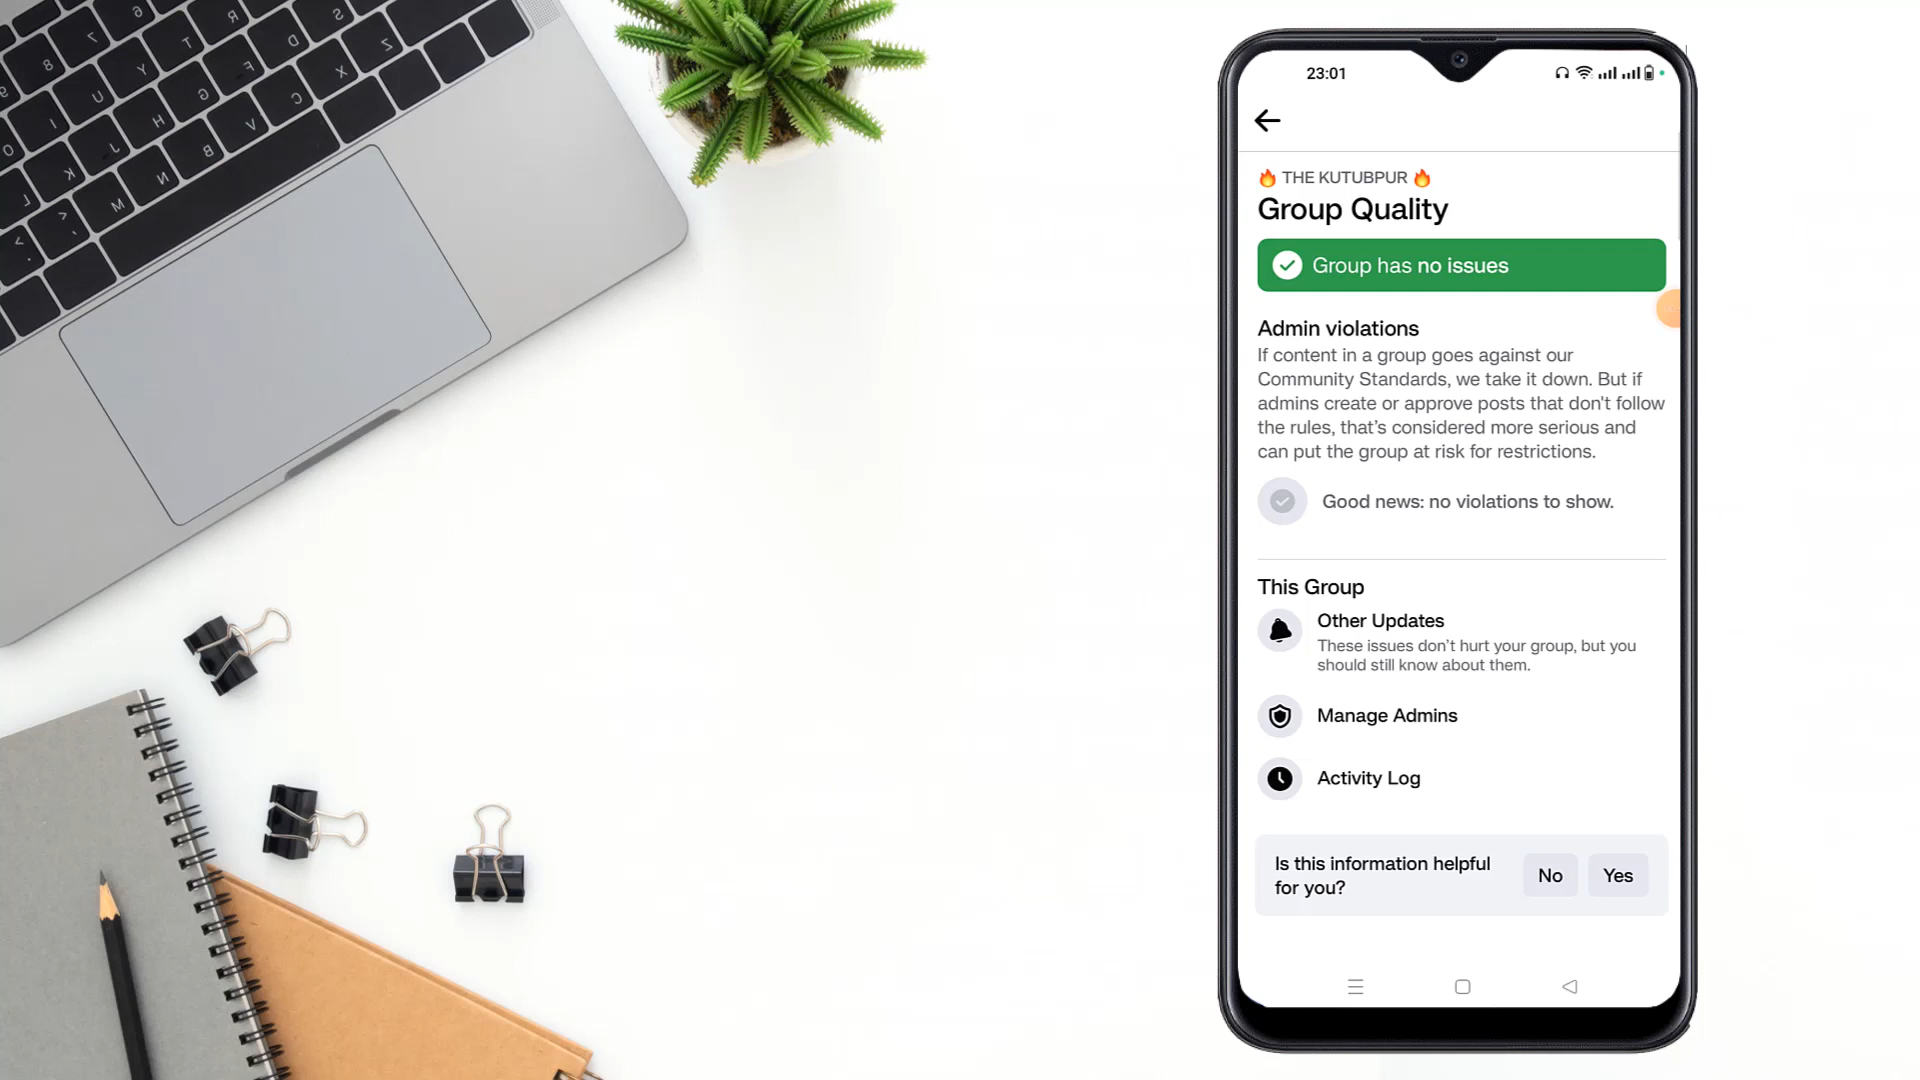 23:01
🔥 THE KUTUBPUR 🔥
Group Quality
Group has no issues
Admin violations
If content in a group goes against our
Community Standards, we take it down. But if
admins create or approve posts that don't follow
the rules, that's considered more serious and
can put the group at risk for restrictions.
Good news: no violations to show.
This Group
Other Updates
These issues don't hurt your group, but you
should still know about them.
Manage Admins
Activity Log
Is this information helpful
for you?
No
Yes